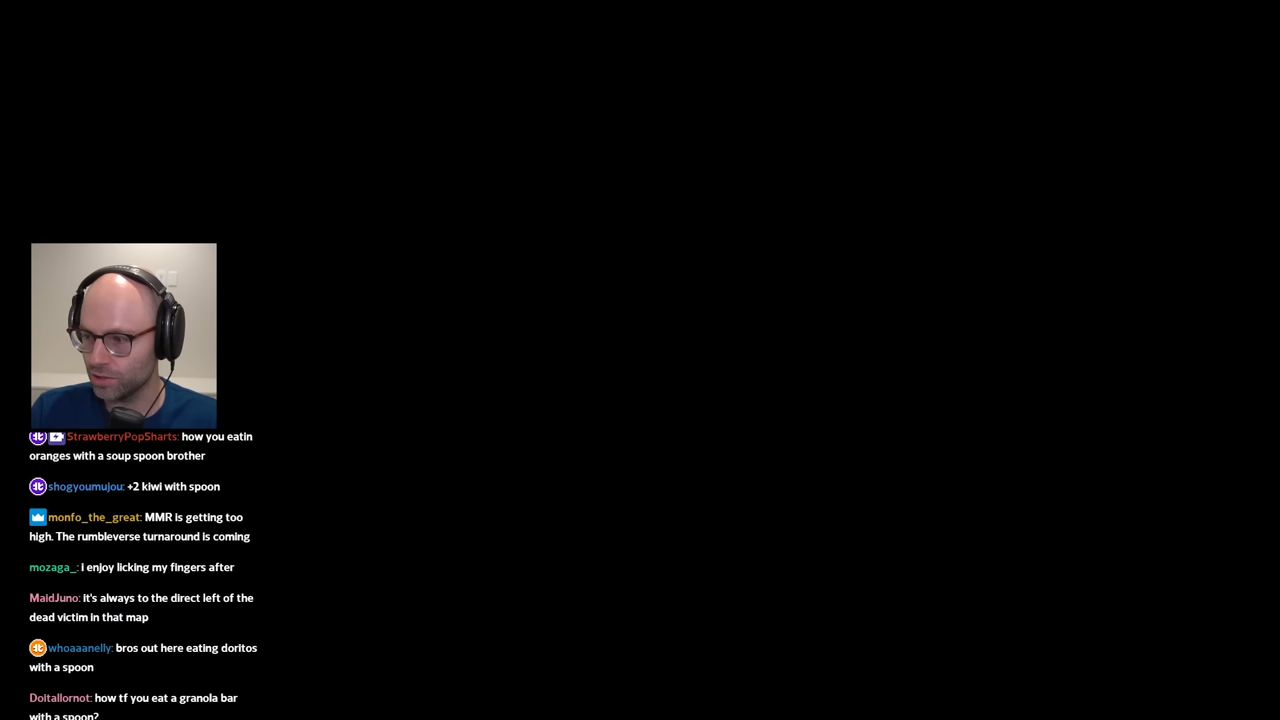 StrawberryPopSharts: how you eatin
oranges with a soup spoon brother
shogyoumujou: +2 kiwi with spoon
monfo_the_great: MMR is getting too
high. The rumbleverse turnaround is coming
mozaga_: i enjoy licking my fingers after
MaidJuno: it's always to the direct left of the
dead victim in that map
whoaaanelly: bros out here eating doritos
with a spoon
Doitallornot: how tf you eat a granola bar
with a spoon?